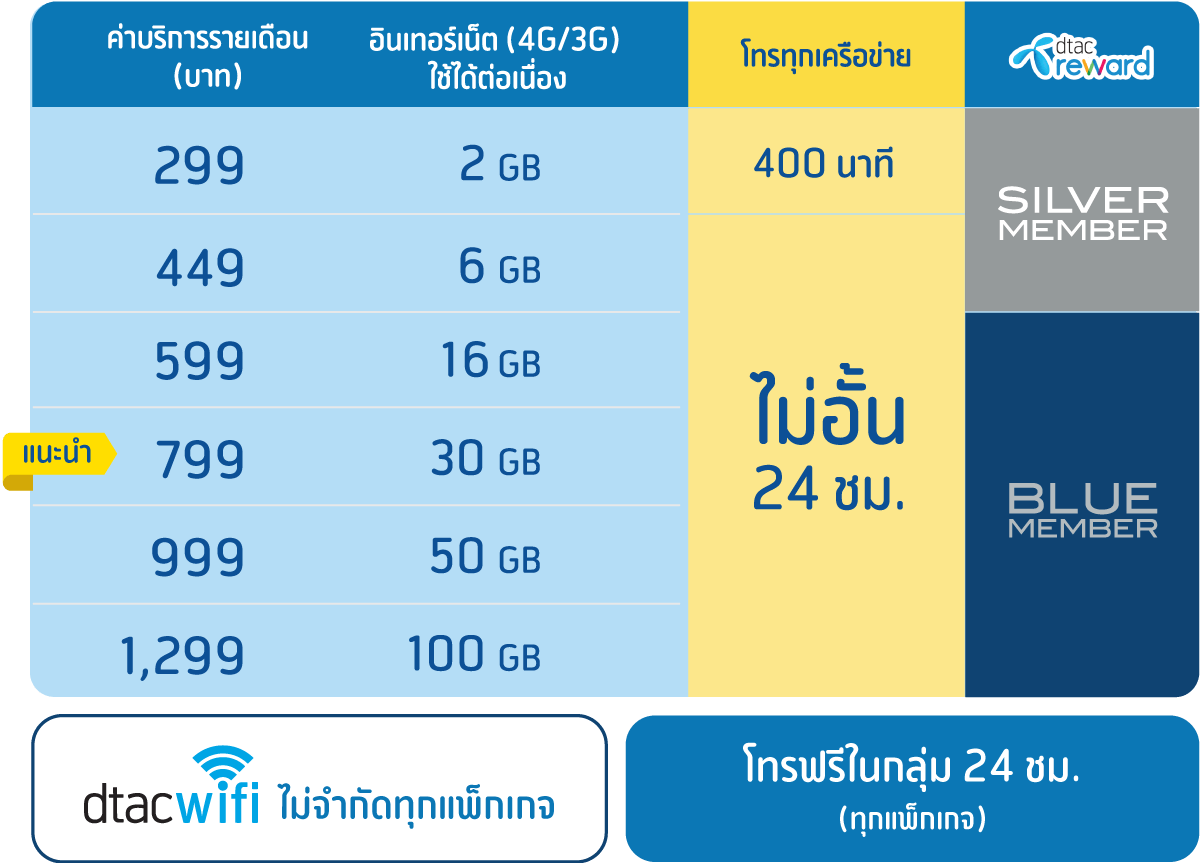 ค่าบริการรายเดือน
(บาท)
อินเทอร์เน็ต (4G/3G)
ใช้ได้ต่อเนื่อง
โทรทุกเครือข่าย
dtac
reward
299
2 GB
400 นาที
SILVER
MEMBER
449
6 GB
599
16 GB
ไม่อั้น
24 ชม.
แนะนำ
799
30 GB
BLUE
MEMBER
999
50 GB
1,299
100 GB
dtacwifi ไม่จำกัดทุกแพ็กเกจ
โทรฟรีในกลุ่ม 24 ชม.
(ทุกแพ็กเกจ)